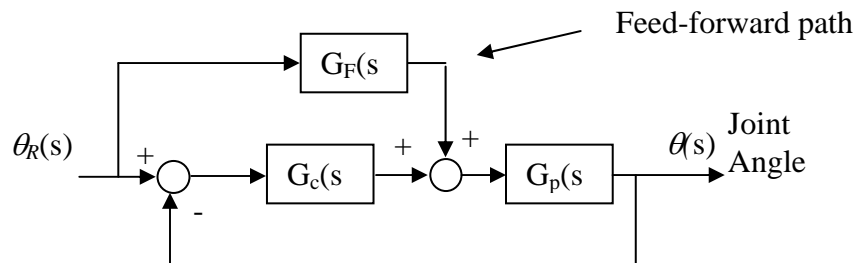 Feed-forward path
G_F(s
θ_R(s)
+
-
G_c(s
+
+
G_p(s
θ(s)
Joint
Angle